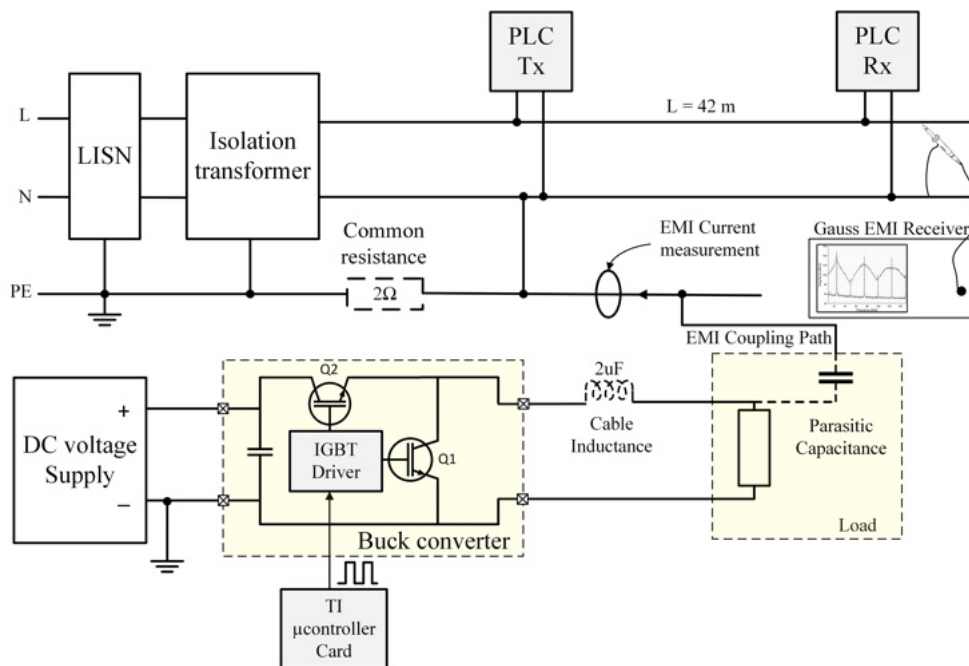 PLC
Tx
PLC
Rx
L = 42 m
L
LISN
Isolation
transformer
N
Common
resistance
EMI Current
measurement
Gauss EMI Receiver
PE
2Ω
EMI Coupling Path
Q2
2uF
+
DC voltage
Supply
–
IGBT
Driver
Q1
Cable
Inductance
Parasitic
Capacitance
Buck converter
Load
TI
µcontroller
Card